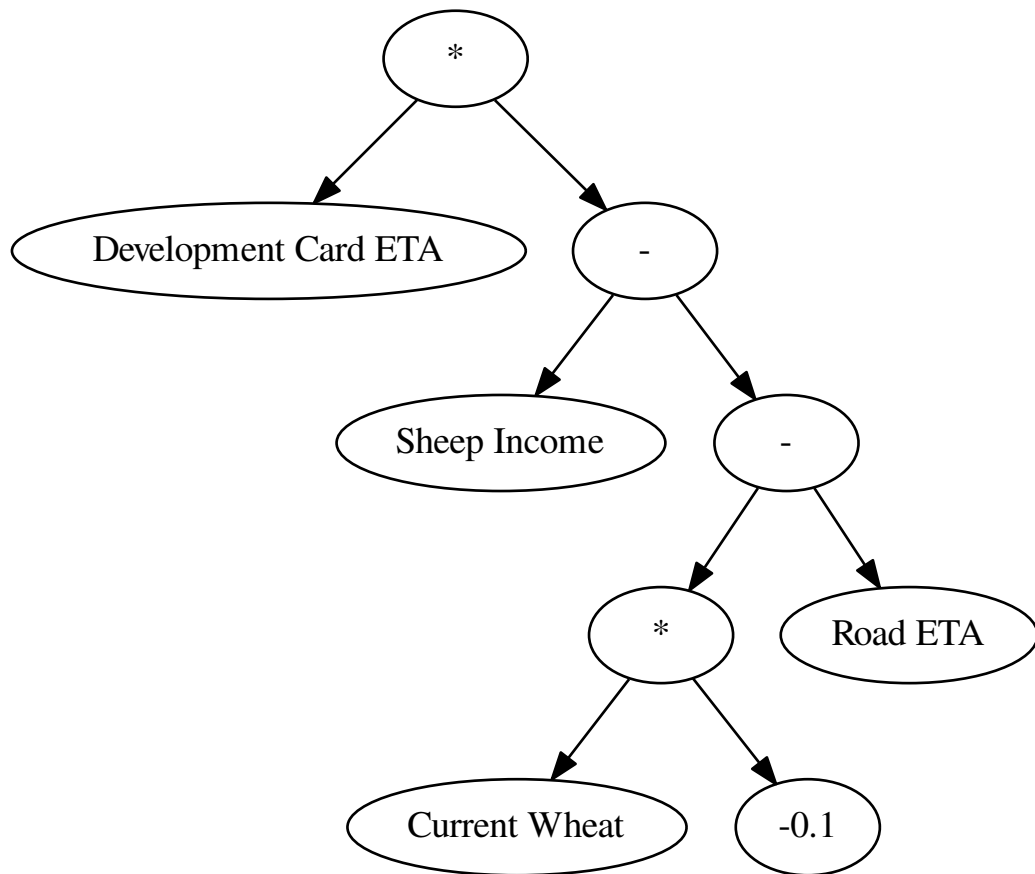 *
Development Card ETA
-
Sheep Income
-
*
Road ETA
Current Wheat
-0.1